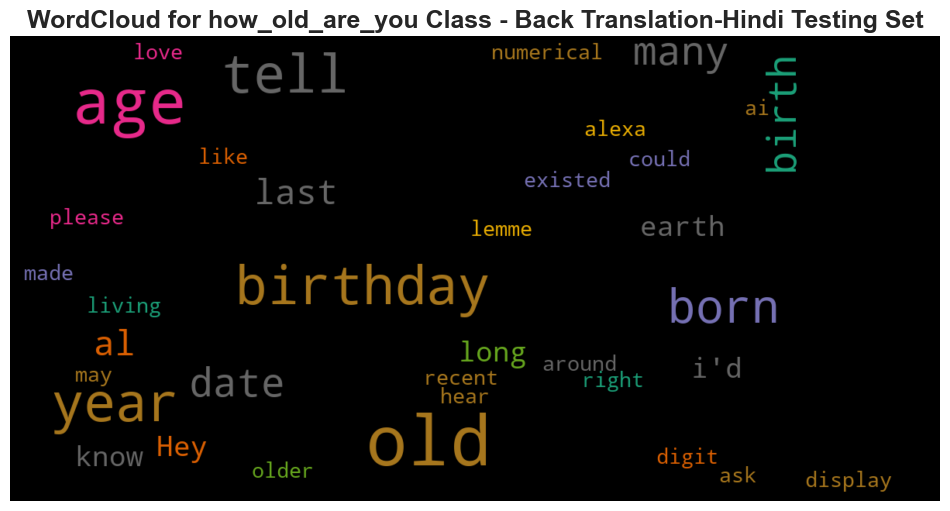 WordCloud for how_old_are_you Class - Back Translation-Hindi Testing Set
love
tell
numerical
many
birth
age
ai
alexa
like
could
existed
last
please
lemme
earth
made
birthday
living
born
al
long
around
i'd
may
recent
right
year
date
hear
old
know
Hey
older
digit
ask
display